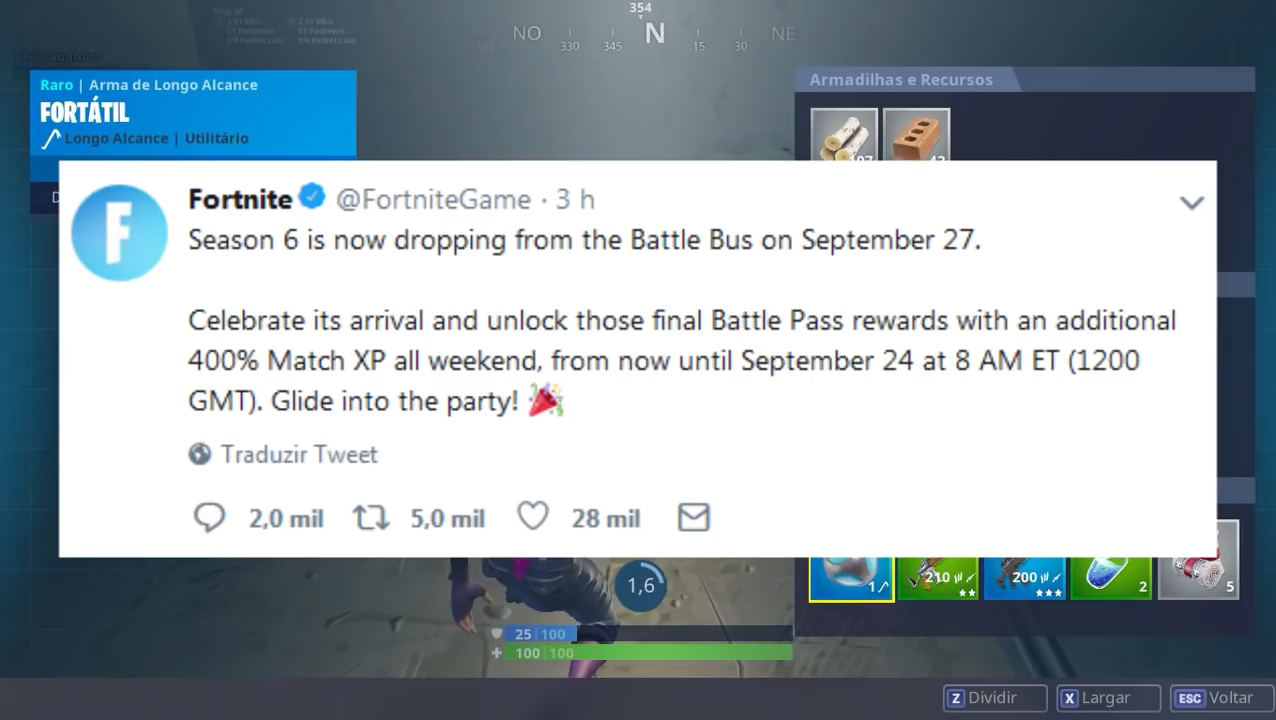 354
NO 330 345 N 15 30 NE
Raro | Arma de Longo Alcance
FORTÁTIL
Longo Alcance | Utilitário
D
Armadilhas e Recursos
Fortnite @FortniteGame · 3 h
Season 6 is now dropping from the Battle Bus on September 27.
Celebrate its arrival and unlock those final Battle Pass rewards with an additional
400% Match XP all weekend, from now until September 24 at 8 AM ET (1200
GMT). Glide into the party! 🎉
Traduzir Tweet
2,0 mil 5,0 mil 28 mil
1 210 200 2 5
1,6
25 | 100
100 | 100
Z Dividir X Largar ESC Voltar